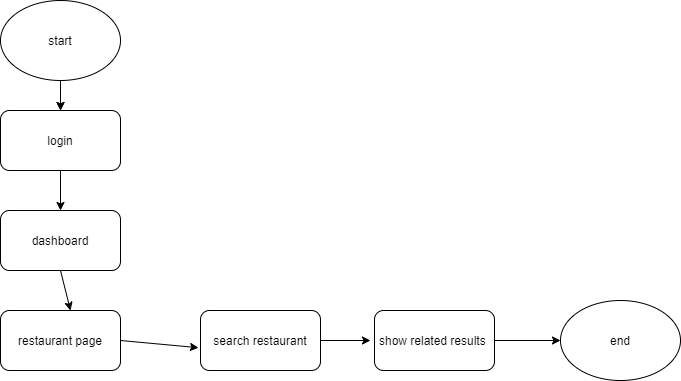 start
login
dashboard
restaurant page
search restaurant
show related results
end